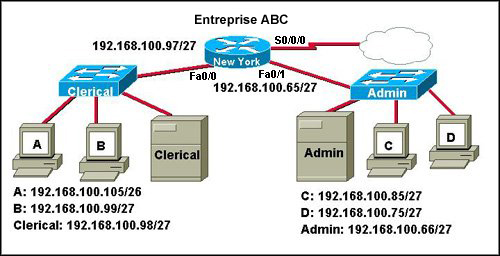 Entreprise ABC
192.168.100.97/27
S0/0/0
New York
Fa0/0
Fa0/1
192.168.100.65/27
Clerical
Admin
A
B
Clerical
Admin
C
D
A: 192.168.100.105/26
B: 192.168.100.99/27
Clerical: 192.168.100.98/27
C: 192.168.100.85/27
D: 192.168.100.75/27
Admin: 192.168.100.66/27